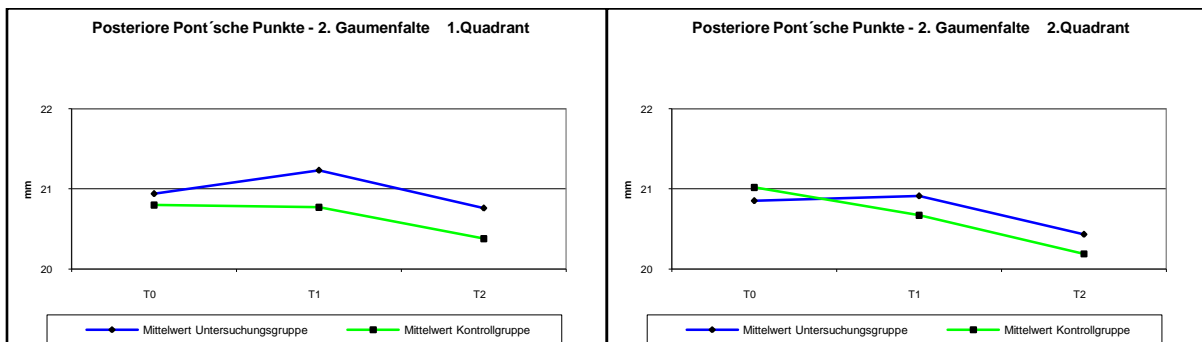 Posteriore Pont´sche Punkte - 2. Gaumenfalte 1.Quadrant
22
21
20
mm
T0 T1 T2
Mittelwert Untersuchungsgruppe Mittelwert Kontrollgruppe
Posteriore Pont´sche Punkte - 2. Gaumenfalte 2.Quadrant
22
21
20
mm
T0 T1 T2
Mittelwert Untersuchungsgruppe Mittelwert Kontrollgruppe